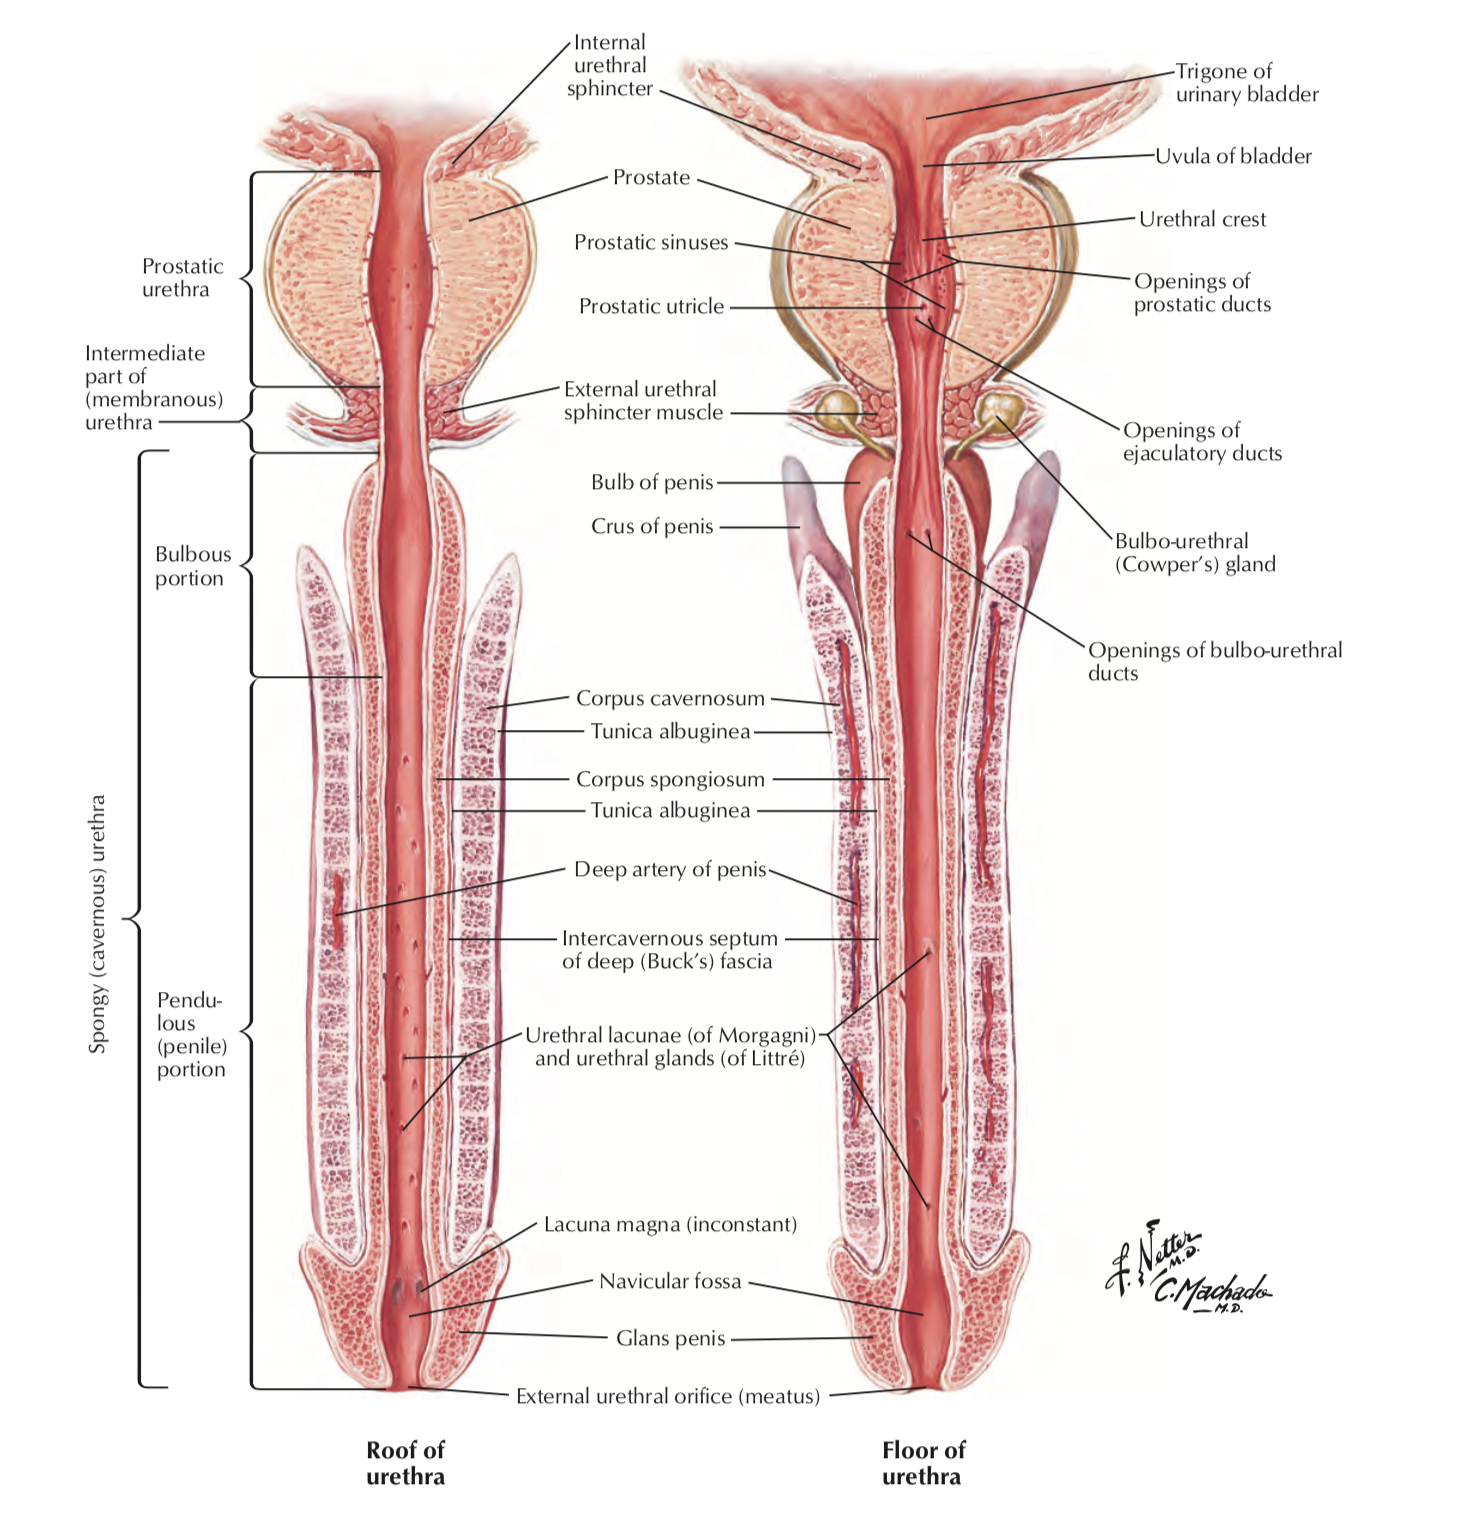 Internal
urethral
sphincter
Trigone of
urinary bladder
Uvula of bladder
Prostate
Urethral crest
Prostatic sinuses
Prostatic
urethra
Openings of
prostatic ducts
Prostatic utricle
Intermediate
part of
(membranous)
urethra
External urethral
sphincter muscle
Openings of
ejaculatory ducts
Bulb of penis
Crus of penis
Bulbous
portion
Bulbo-urethral
(Cowper's) gland
Openings of bulbo-urethral
ducts
Corpus cavernosum
Tunica albuginea
Corpus spongiosum
Tunica albuginea
Spongy (cavernous) urethra
Deep artery of penis
Intercavernous septum
of deep (Buck's) fascia
Pendu-
lous
(penile)
portion
Urethral lacunae (of Morgagni)
and urethral glands (of Littré)
Lacuna magna (inconstant)
Navicular fossa
Glans penis
External urethral orifice (meatus)
F. Netter
M.D.
C. Machado
M.D.
Roof of
urethra
Floor of
urethra